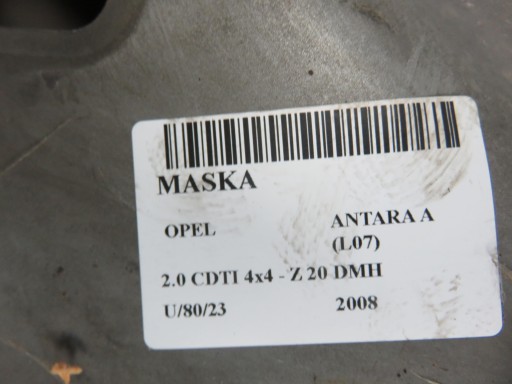 MASKA
OPEL ANTARA A
(L07)
2.0 CDTI 4x4 - Z 20 DMH
U/80/23 2008